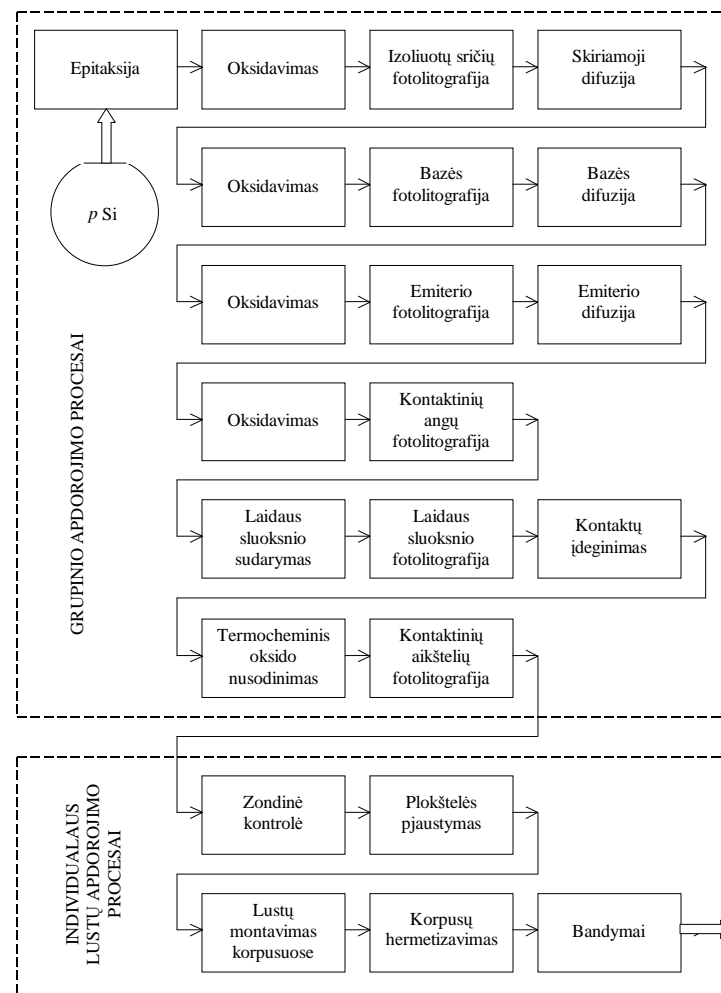 Epitaksija
Oksidavimas
Izoliuotų sričių
fotolitografija
Skiriamoji
difuzija
p Si
Oksidavimas
Bazės
fotolitografija
Bazės
difuzija
Oksidavimas
Emiterio
fotolitografija
Emiterio
difuzija
GRUPINIO APDOROJIMO PROCESAI
Oksidavimas
Kontaktinių
angų
fotolitografija
Laidaus
sluoksnio
sudarymas
Laidaus
sluoksnio
fotolitografija
Kontaktų
įdeginimas
Termocheminis
oksido
nusodinimas
Kontaktinių
aikštelių
fotolitografija
INDIVIDUALAUS
LUSTŲ APDOROJIMO
PROCESAI
Zondinė
kontrolė
Plokštelės
pjaustymas
Lustų
montavimas
korpusuose
Korpusų
hermetizavimas
Bandymai